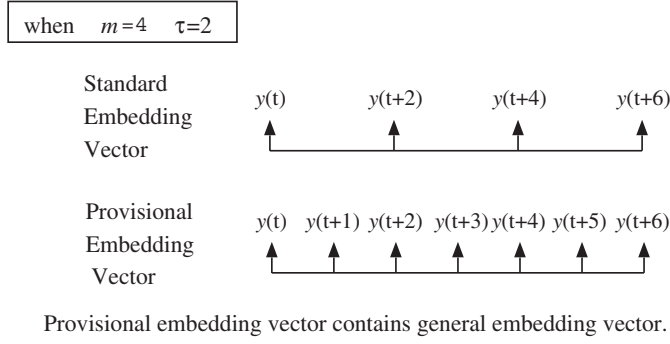 when m=4 τ=2
Standard
Embedding
Vector
y(t) y(t+2) y(t+4) y(t+6)
Provisional
Embedding
Vector
y(t) y(t+1) y(t+2) y(t+3) y(t+4) y(t+5) y(t+6)
Provisional embedding vector contains general embedding vector.